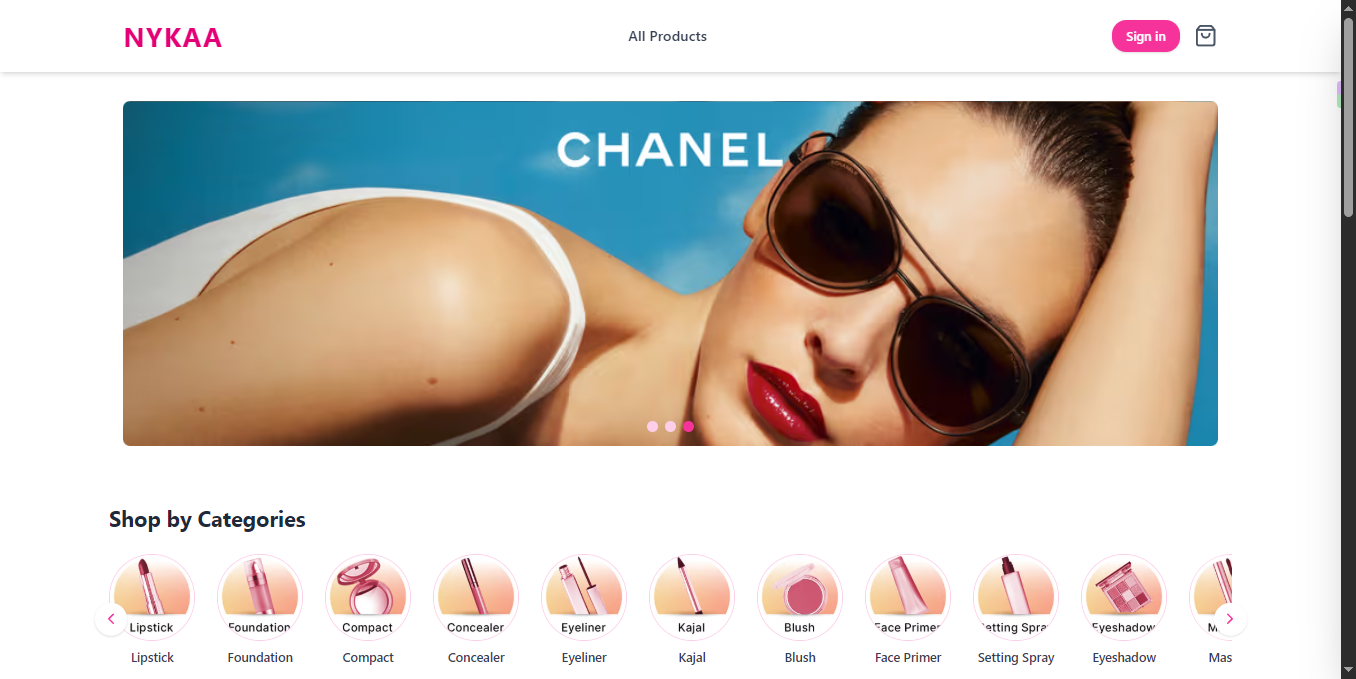 NYKAA
All Products
Sign in
CHANEL
Shop by Categories
Lipstick
Foundation
Compact
Concealer
Eyeliner
Kajal
Blush
Face Primer
Setting Spray
Eyeshadow
Lipstick
Foundation
Compact
Concealer
Eyeliner
Kajal
Blush
Face Primer
Setting Spray
Eyeshadow
Mas